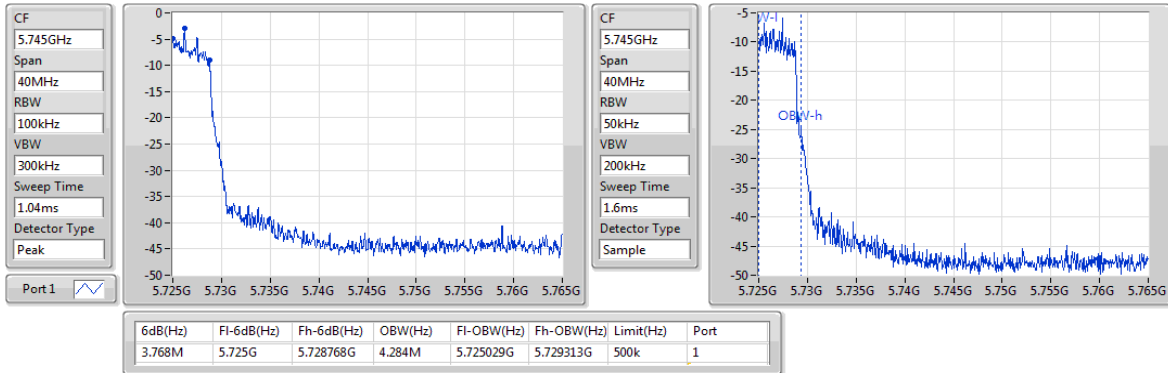 CF
5.745GHz
Span
40MHz
RBW
100kHz
VBW
300kHz
Sweep Time
1.04ms
Detector Type
Peak
Port 1
0
-5
-10
-15
-20
-25
-30
-35
-40
-45
-50
5.725G 5.73G 5.735G 5.74G 5.745G 5.75G 5.755G 5.76G 5.765G
CF
5.745GHz
Span
40MHz
RBW
50kHz
VBW
200kHz
Sweep Time
1.6ms
Detector Type
Sample
-5
-10
-15
-20
-25
-30
-35
-40
-45
-50
W-l
OBW-h
5.725G 5.73G 5.735G 5.74G 5.745G 5.75G 5.755G 5.76G 5.765G
6dB(Hz) Fl-6dB(Hz) Fh-6dB(Hz) OBW(Hz) Fl-OBW(Hz) Fh-OBW(Hz) Limit(Hz) Port
3.768M 5.725G 5.728768G 4.284M 5.725029G 5.729313G 500k 1